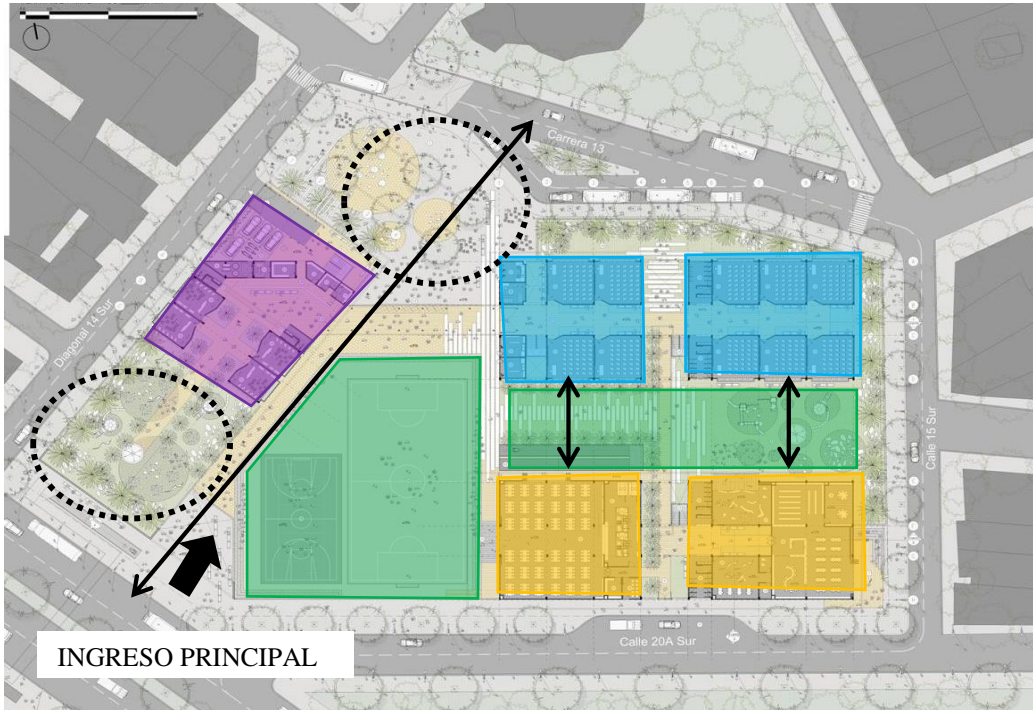 Carrera 13
Diagonal 14 Sur
Calle 15 Sur
Calle 20A Sur
INGRESO PRINCIPAL